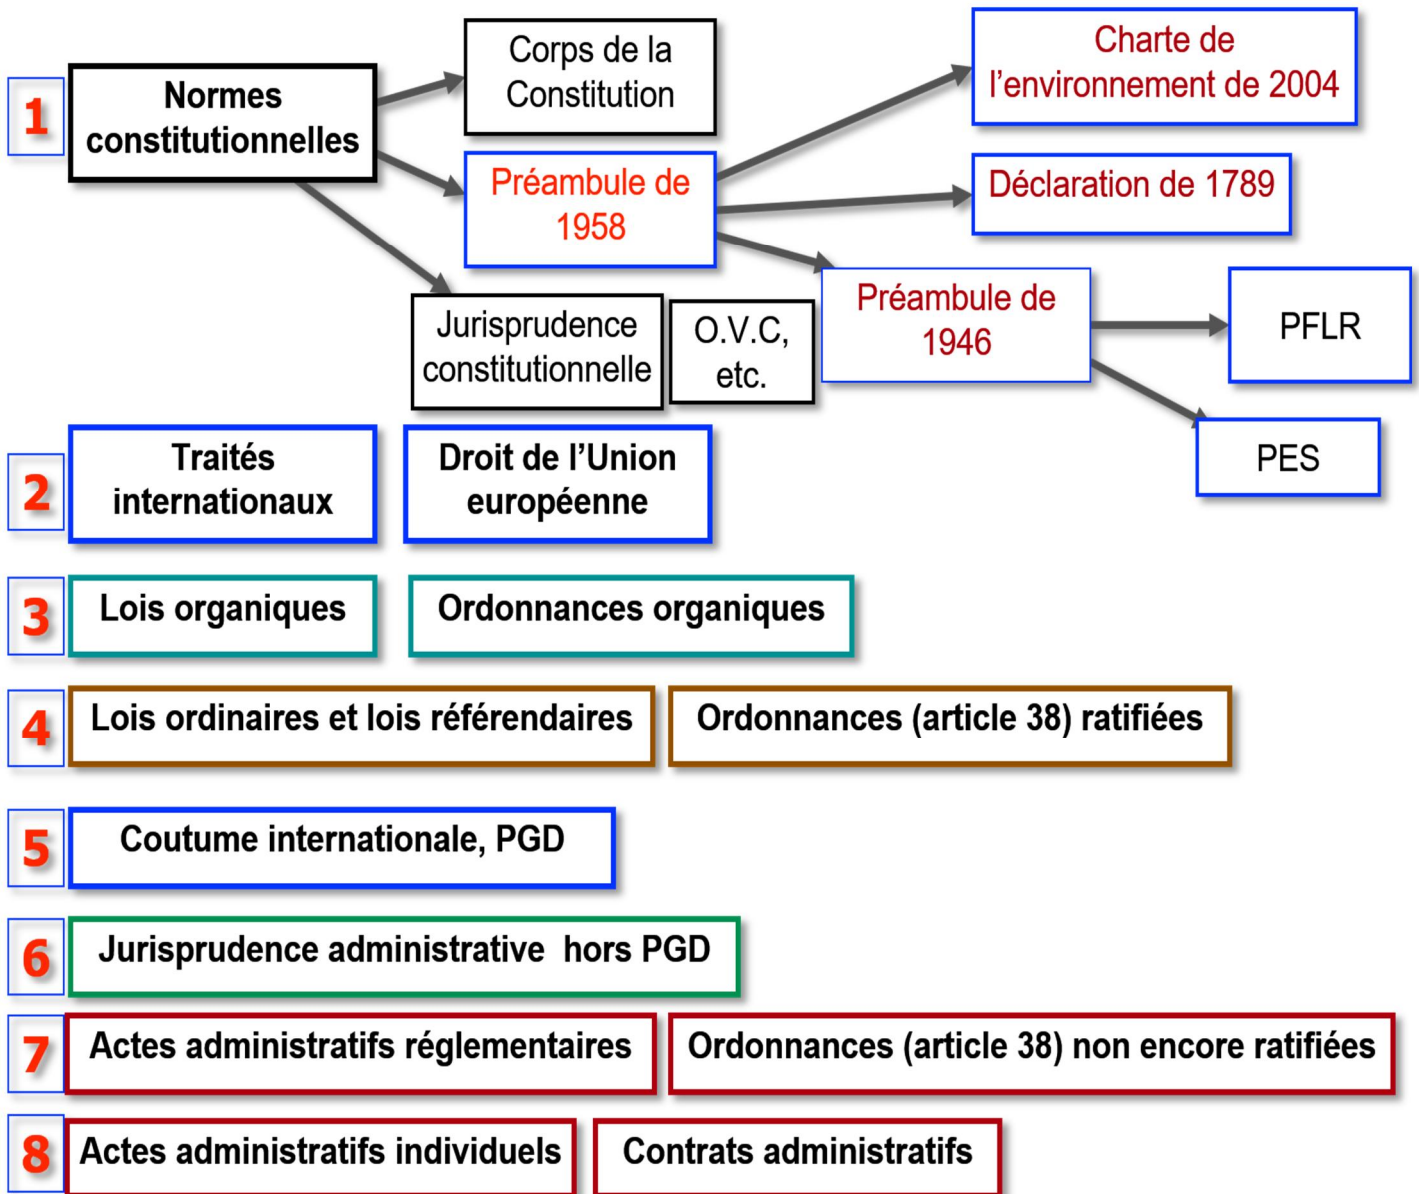 1
Normes
constitutionnelles
Corps de la
Constitution
Préambule de
1958
Charte de
l’environnement de 2004
Déclaration de 1789
Préambule de
1946
PFLR
PES
Jurisprudence
constitutionnelle
O.V.C,
etc.
2
Traités
internationaux
Droit de l’Union
européenne
3
Lois organiques
Ordonnances organiques
4
Lois ordinaires et lois référendaires
Ordonnances (article 38) ratifiées
5
Coutume internationale, PGD
6
Jurisprudence administrative hors PGD
7
Actes administratifs réglementaires
Ordonnances (article 38) non encore ratifiées
8
Actes administratifs individuels
Contrats administratifs